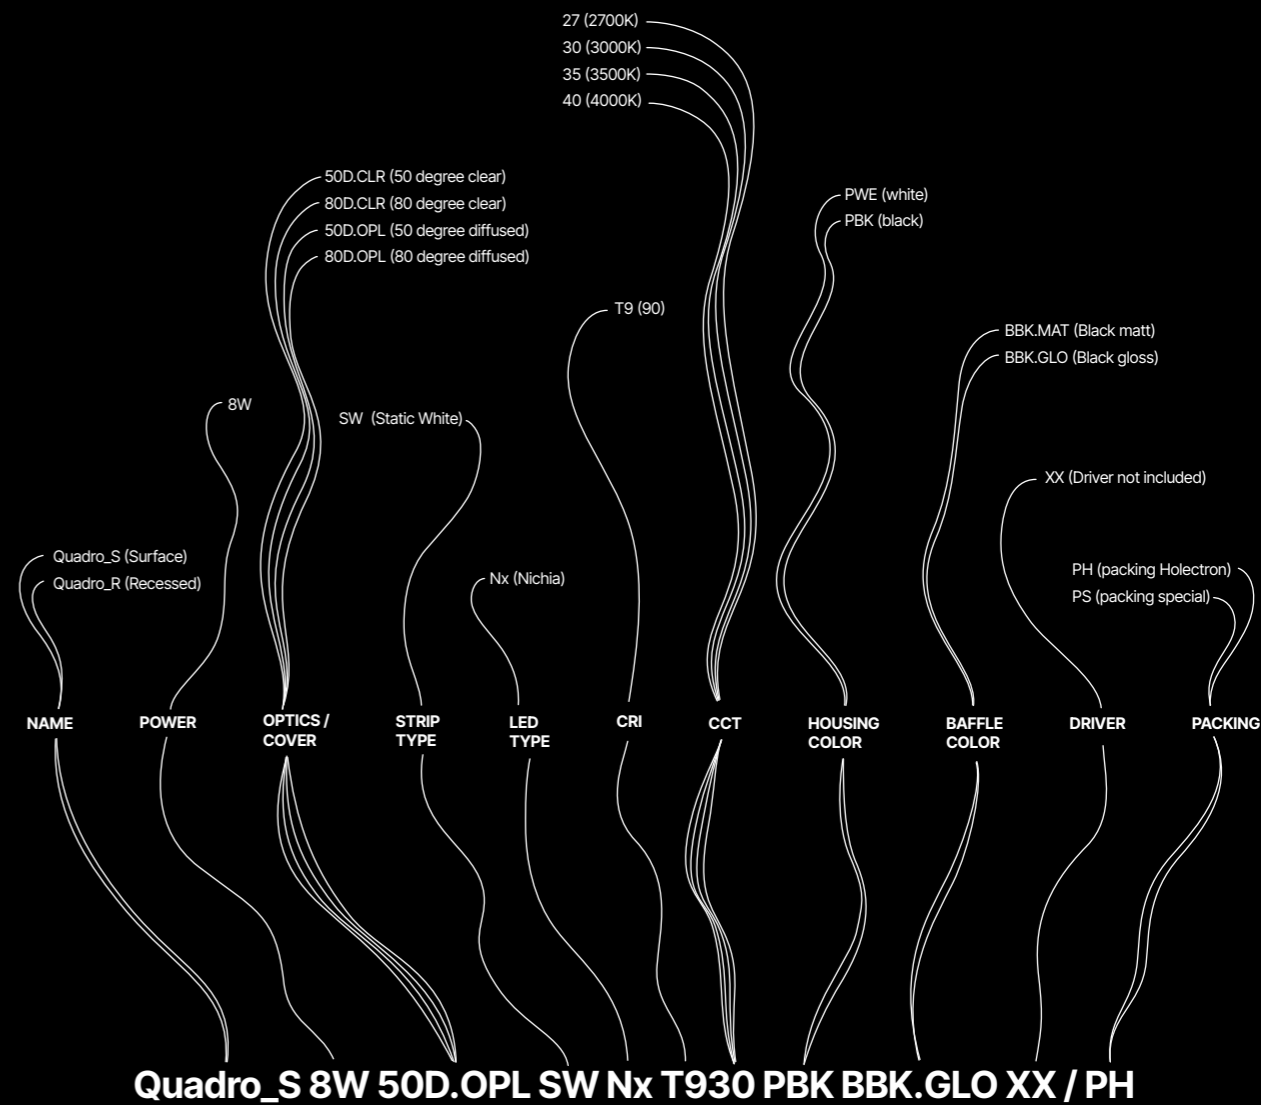 27 (2700K)
30 (3000K)
35 (3500K)
40 (4000K)
50D.CLR (50 degree clear)
80D.CLR (80 degree clear)
50D.OPL (50 degree diffused)
80D.OPL (80 degree diffused)
PWE (white)
PBK (black)
T9 (90)
BBK.MAT (Black matt)
BBK.GLO (Black gloss)
8W
SW (Static White)
XX (Driver not included)
Quadro_S (Surface)
Quadro_R (Recessed)
Nx (Nichia)
PH (packing Holectron)
PS (packing special)
NAME
POWER
OPTICS /
COVER
STRIP
TYPE
LED
TYPE
CRI
CCT
HOUSING
COLOR
BAFFLE
COLOR
DRIVER
PACKING
Quadro_S 8W 50D.OPL SW Nx T930 PBK BBK.GLO XX / PH